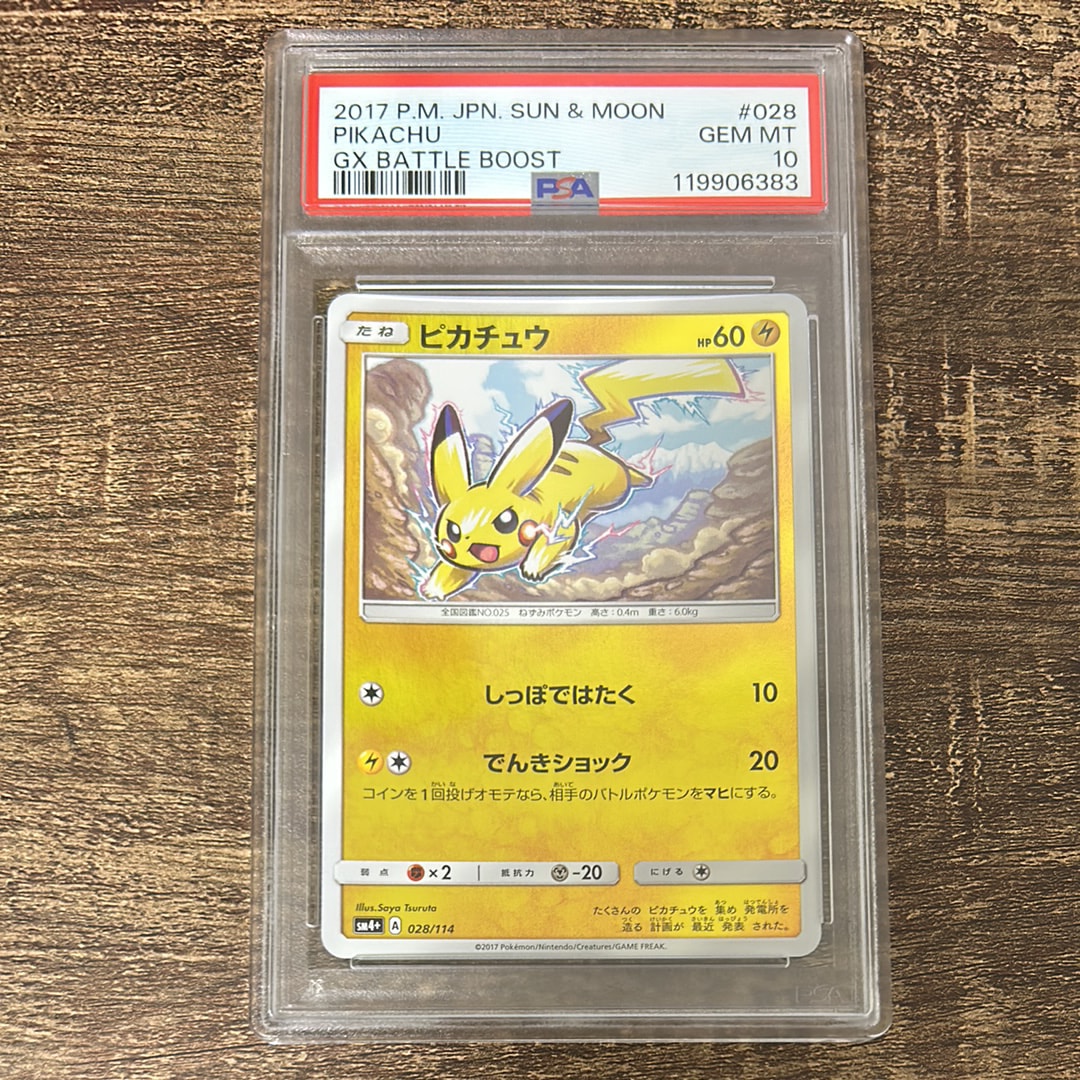 2017 P.M. JPN. SUN & MOON #028
PIKACHU GEM MT
GX BATTLE BOOST 10
PSA 119906383
たね ピカチュウ HP60
全国図鑑NO.025 ねずみポケモン 高さ:0.4m 重さ:6.0kg
しっぽではたく 10
でんきショック 20
コインを1回投げオモテなら、相手のバトルポケモンをマヒにする。
弱点 ×2 抵抗力 -20 にげる
Illus.Saya Tsuruta
たくさんの ピカチュウを 集め 発電所を
造る 計画が 最近 発表 された。
SM4+ A 028/114
©2017 Pokémon/Nintendo/Creatures/GAME FREAK.
PSA